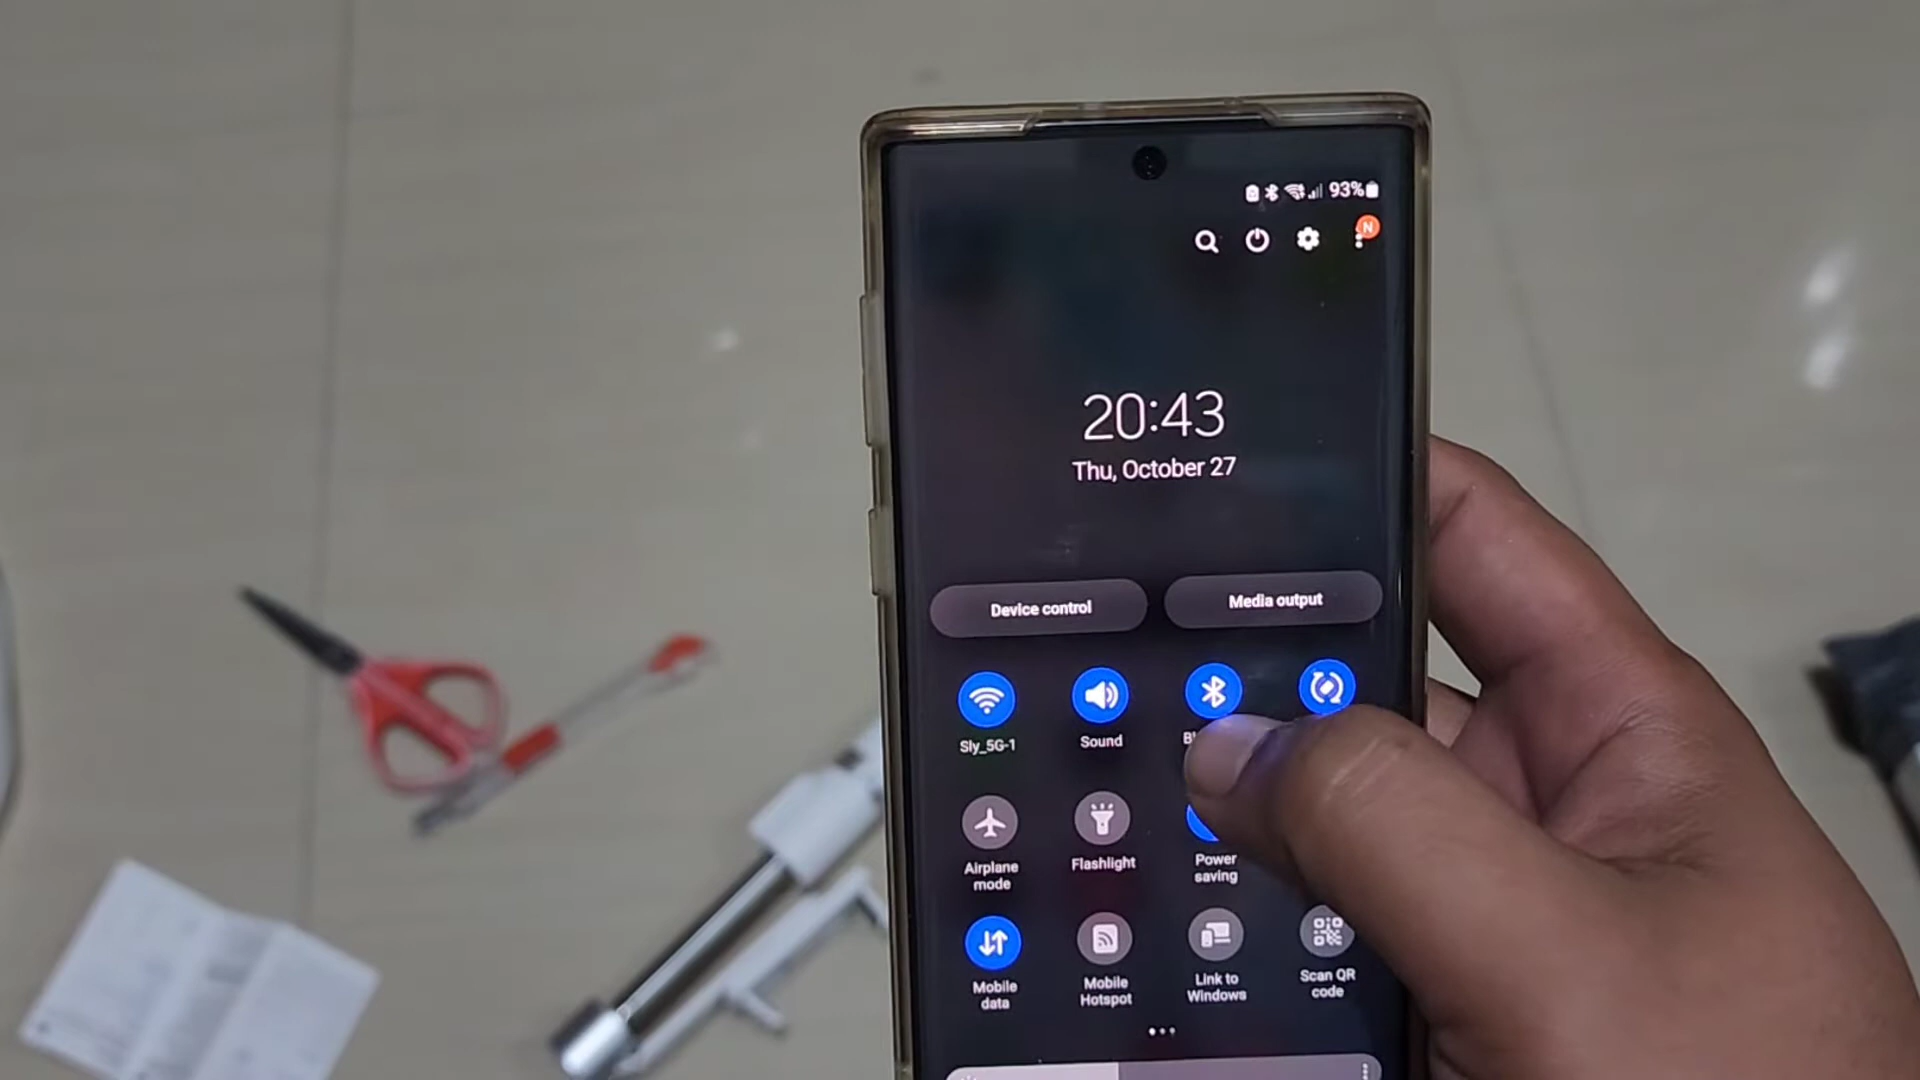 93%
N
20:43
Thu, October 27
Device control
Media output
Sly_5G-1
Sound
Airplane
mode
Flashlight
Power
saving
Mobile
data
Mobile
Hotspot
Link to
Windows
Scan QR
code